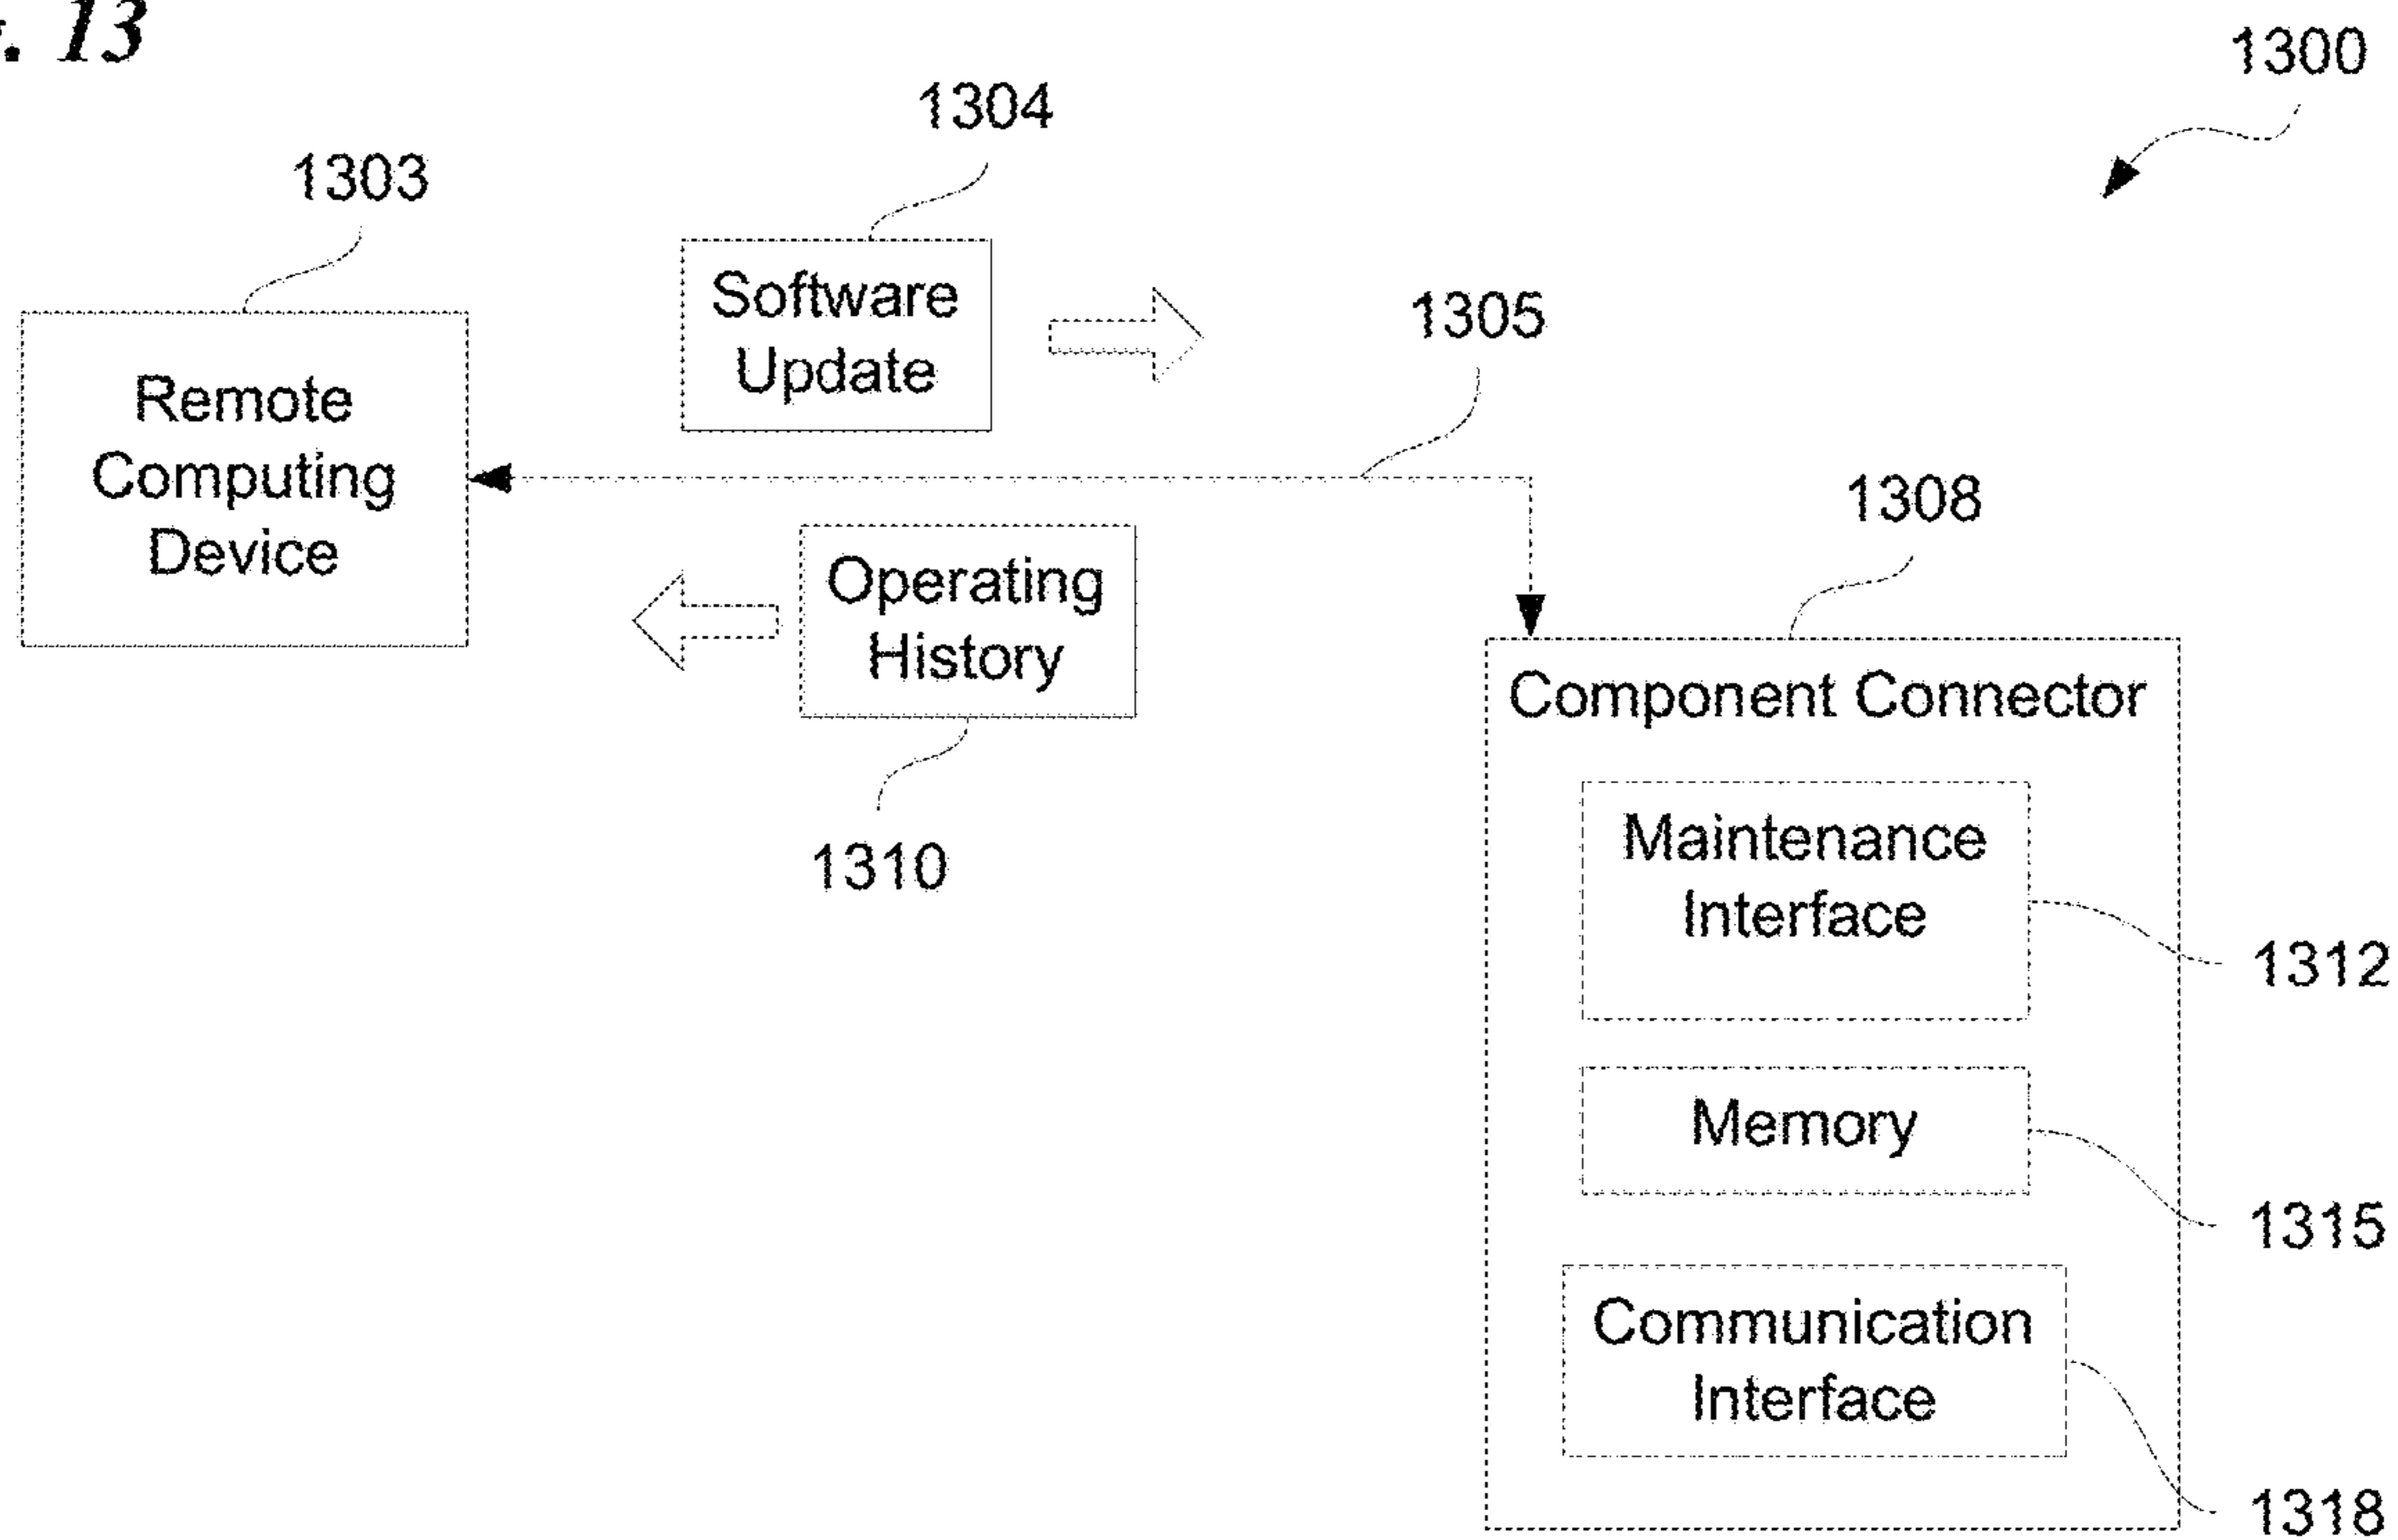 . 13
1300
1304
1303
Software
Update
1305
Remote
Computing
Device
1308
Operating
History
Component Connector
1310
Maintenance
Interface
1312
Memory
1315
Communication
Interface
1318